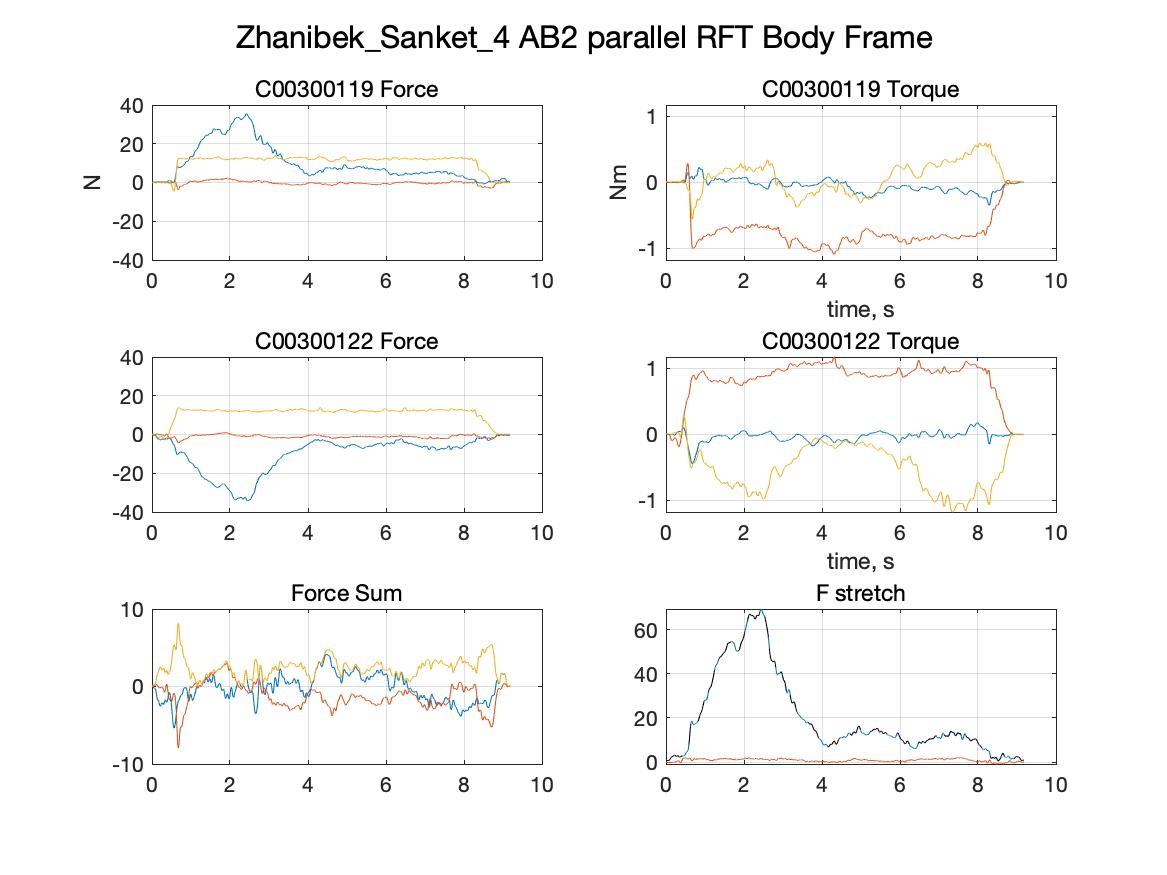 Zhanibek_Sanket_4 AB2 parallel RFT Body Frame
C00300119 Force
40
20
0
-20
-40
N
0 2 4 6 8 10
C00300119 Torque
1
0
-1
Nm
0 2 4 6 8 10
time, s
C00300122 Force
40
20
0
-20
-40
0 2 4 6 8 10
C00300122 Torque
1
0
-1
0 2 4 6 8 10
time, s
Force Sum
10
0
-10
0 2 4 6 8 10
F stretch
60
40
20
0
0 2 4 6 8 10